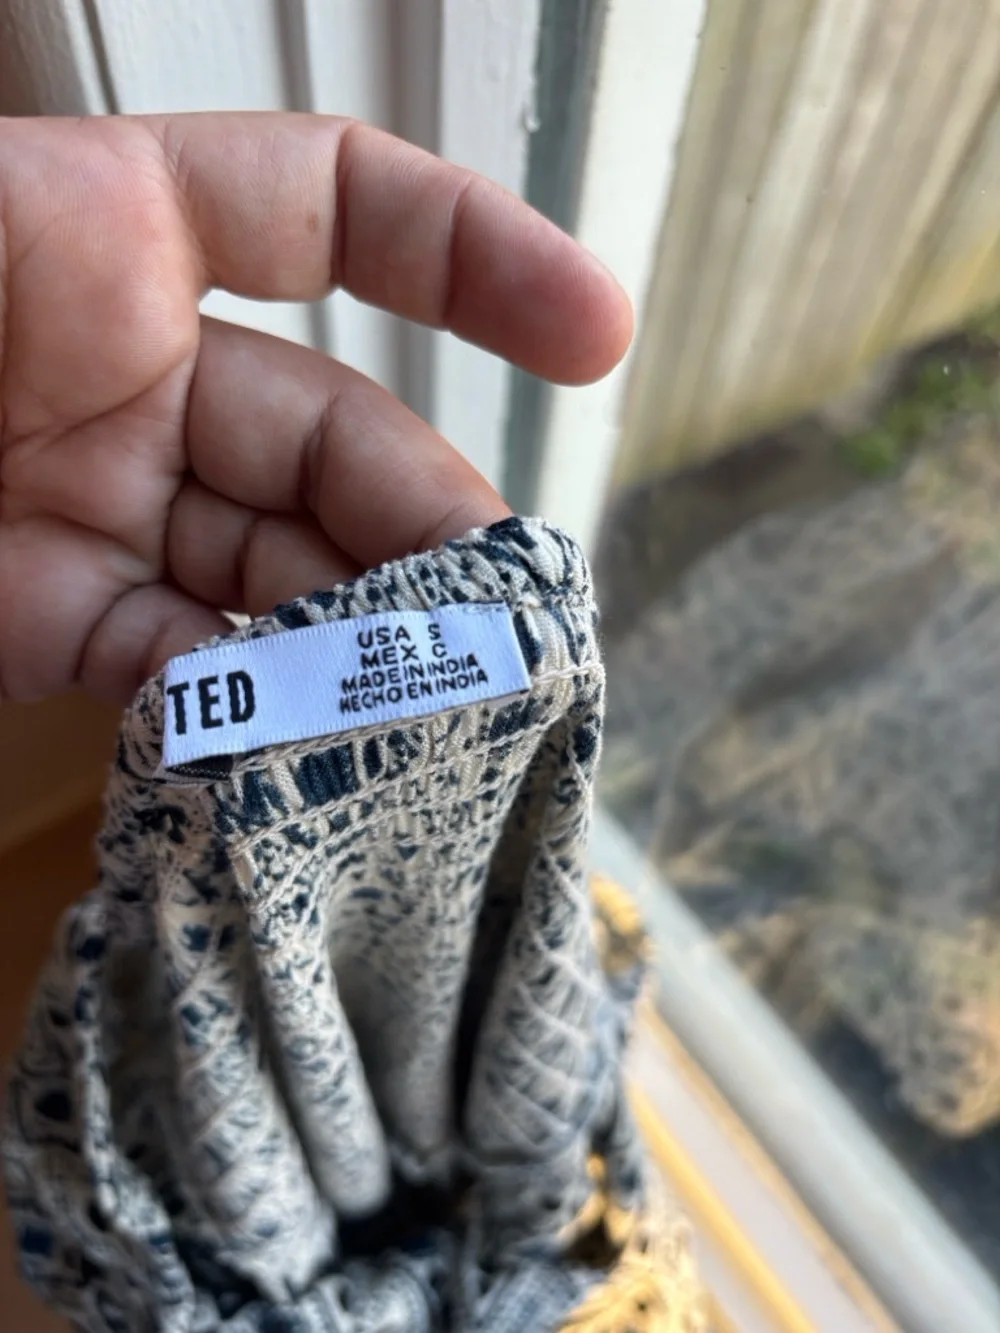 TED
USA S
MEX C
MADE IN INDIA
HECHO EN INDIA